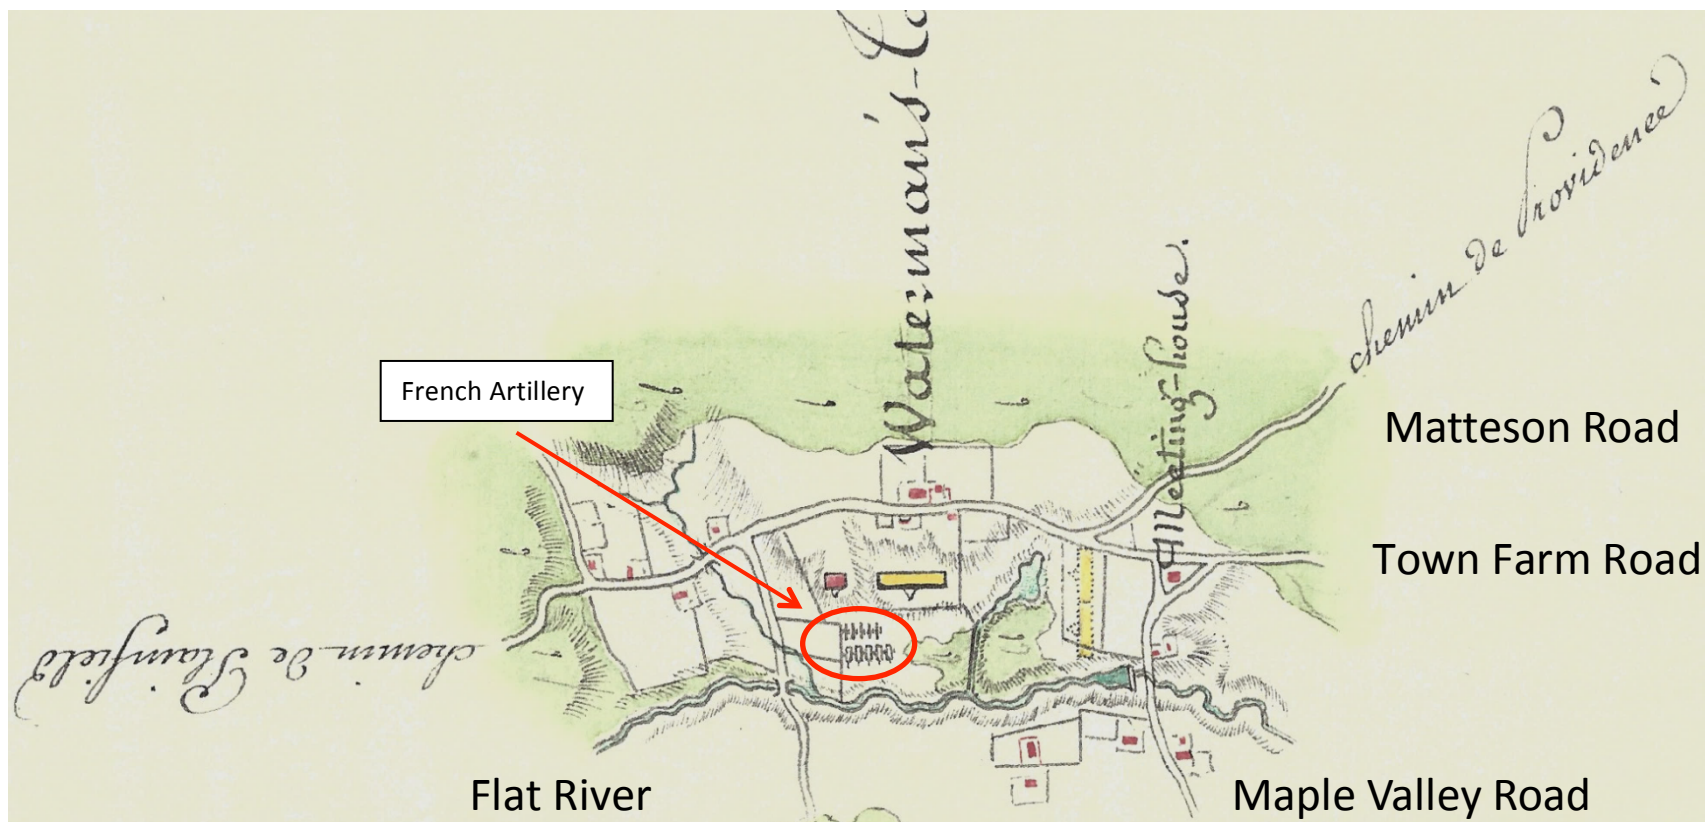 Waterman's
chemin de Providence
Meeting-house.
French Artillery
Matteson Road
Town Farm Road
chemin de Plainfield
Flat River
Maple Valley Road